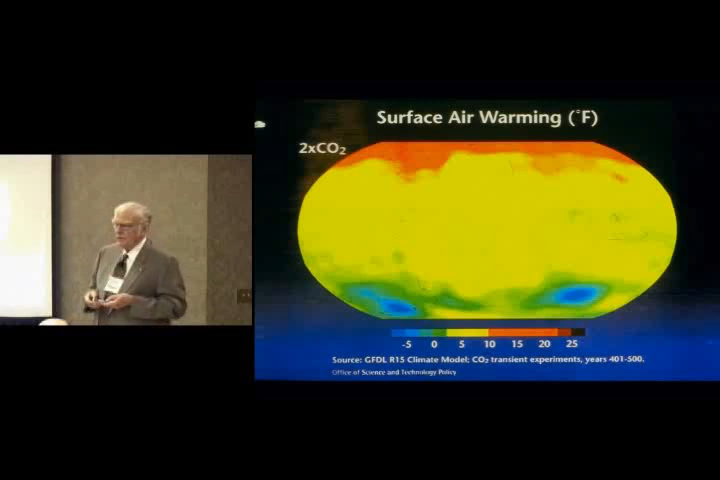 Surface Air Warming (°F)
2xCO₂
-5 0 5 10 15 20 25
Source: GFDL R15 Climate Model; CO₂ transient experiments, years 401-500.
Office of Science and Technology Policy